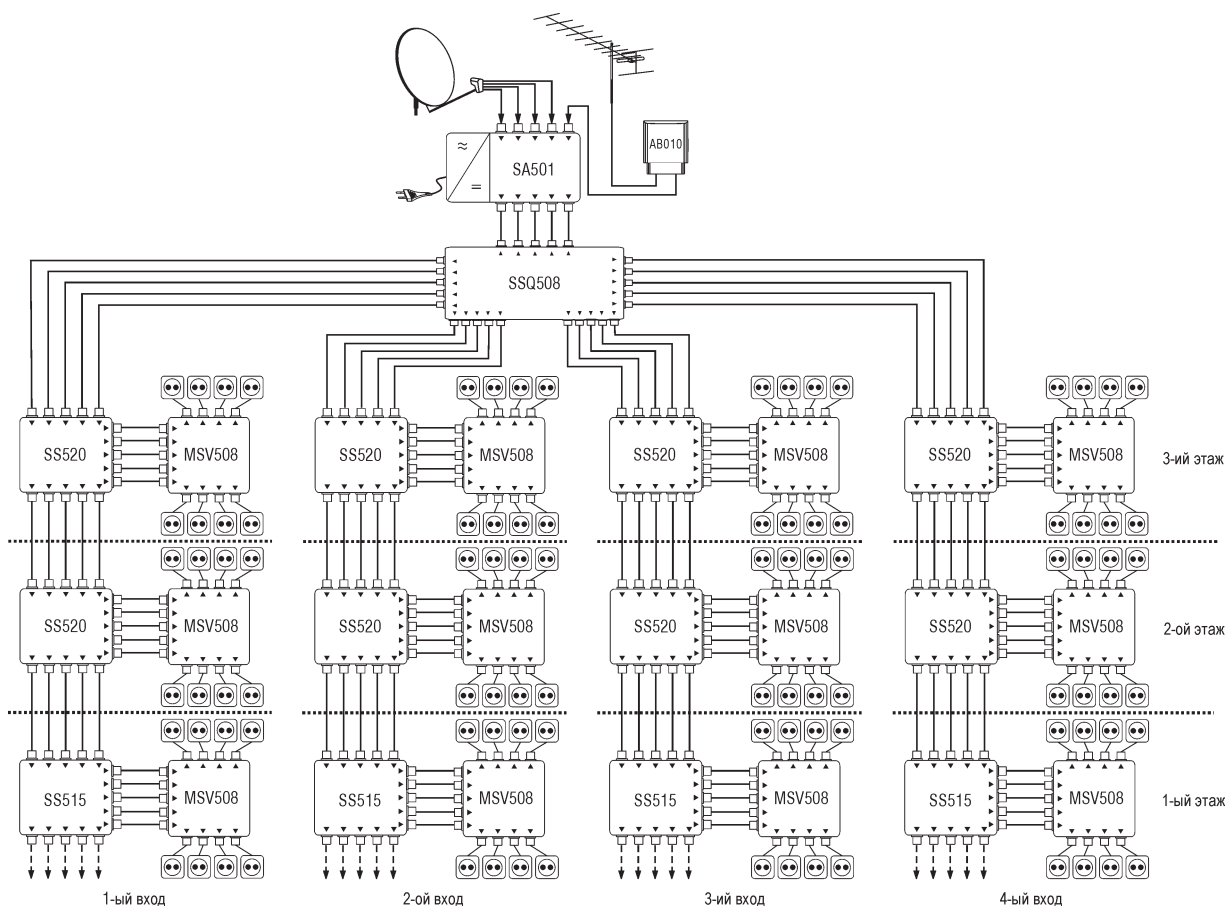 AB010
≈
SA501
=
SSQ508
SS520 MSV508 SS520 MSV508 SS520 MSV508 SS520 MSV508 3-ий этаж
SS520 MSV508 SS520 MSV508 SS520 MSV508 SS520 MSV508 2-ой этаж
SS515 MSV508 SS515 MSV508 SS515 MSV508 SS515 MSV508 1-ый этаж
1-ый вход 2-ой вход 3-ий вход 4-ый вход